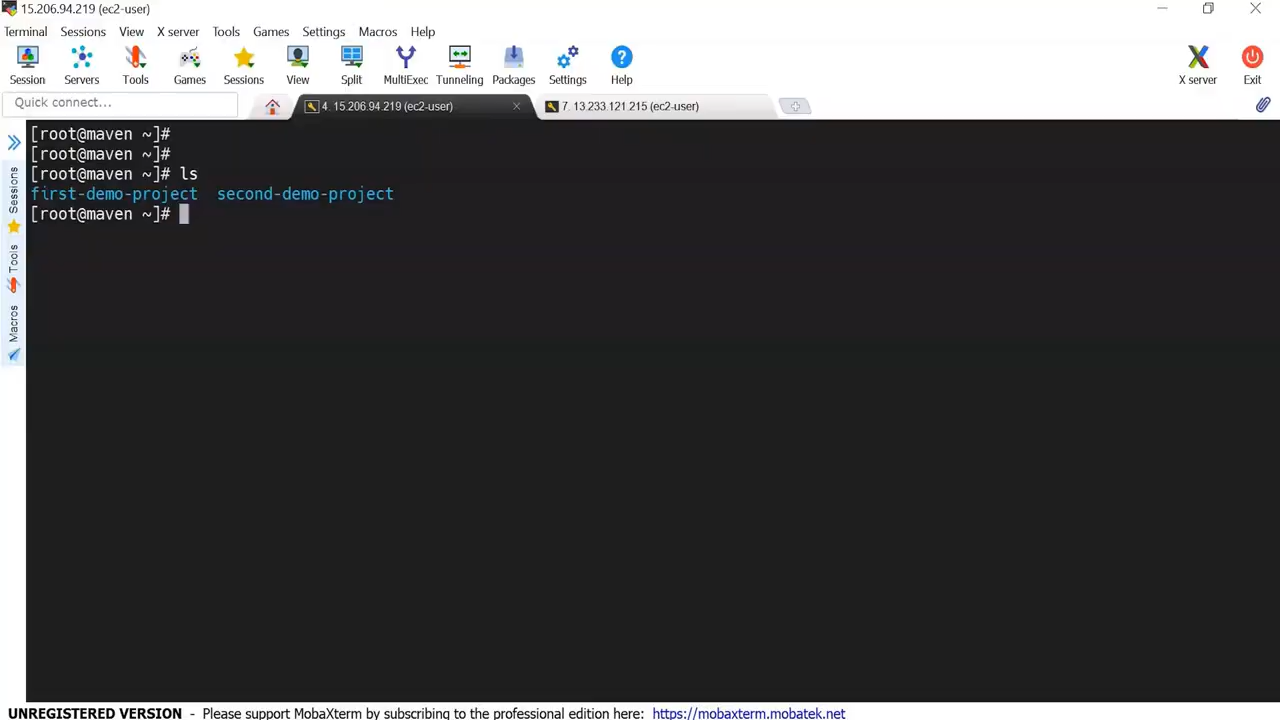 15.206.94.219 (ec2-user)
Terminal Sessions View X server Tools Games Settings Macros Help
Session Servers Tools Games Sessions View Split MultiExec Tunneling Packages Settings Help X server Exit
Quick connect...
4. 15.206.94.219 (ec2-user)
7. 13.233.121.215 (ec2-user)
Sessions
Tools
Macros
[root@maven ~]#
[root@maven ~]#
[root@maven ~]# ls
first-demo-project second-demo-project
[root@maven ~]#
UNREGISTERED VERSION - Please support MobaXterm by subscribing to the professional edition here: https://mobaxterm.mobatek.net